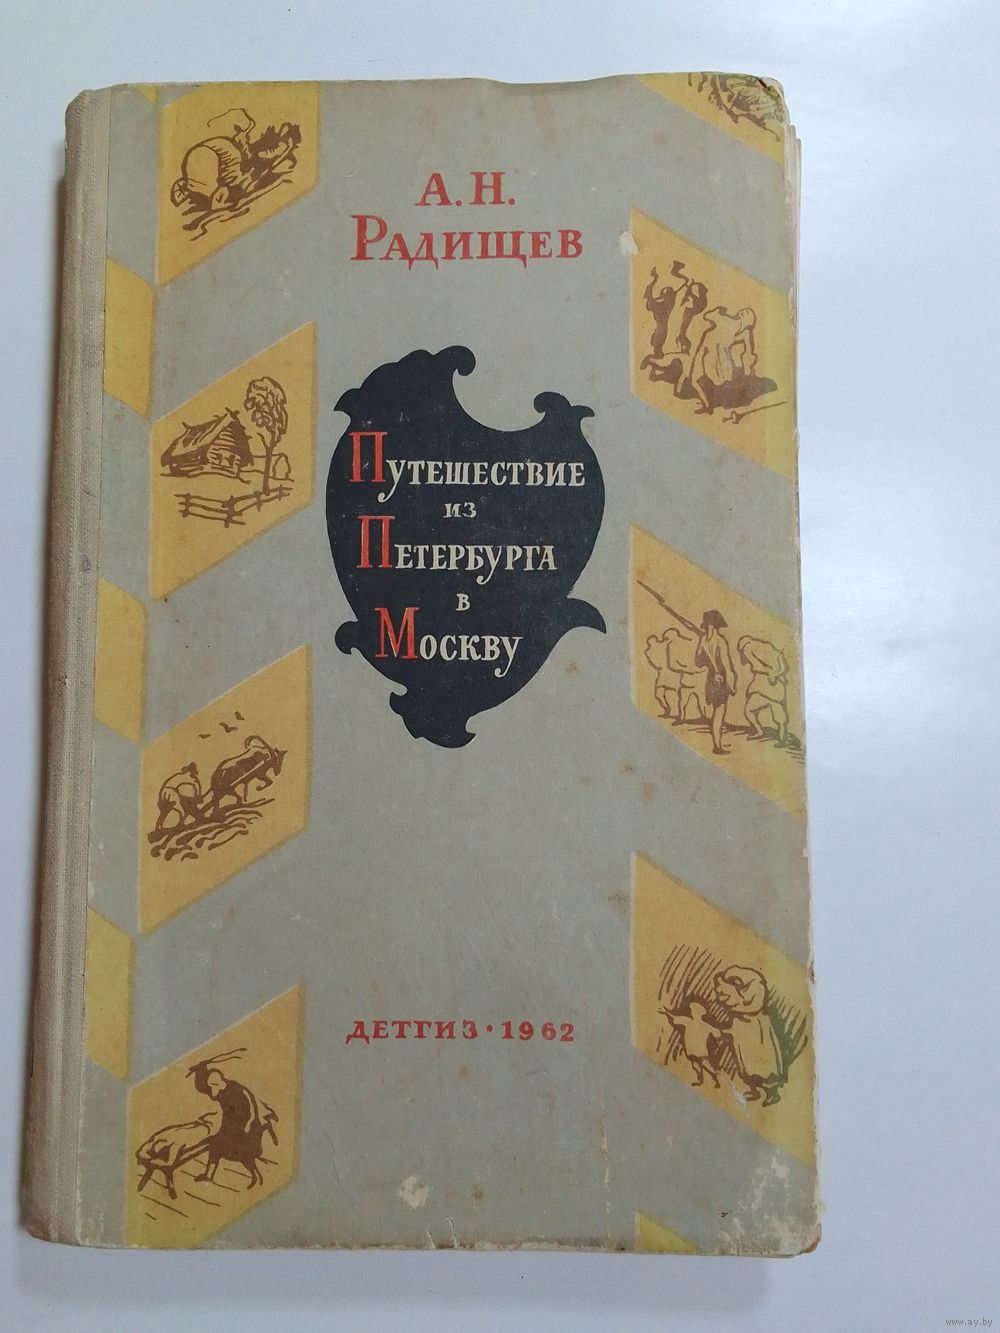 А. Н.
Радищев
Путешествие
из
Петербурга
в
Москву
ДЕТГИЗ · 1962
www.ay.by